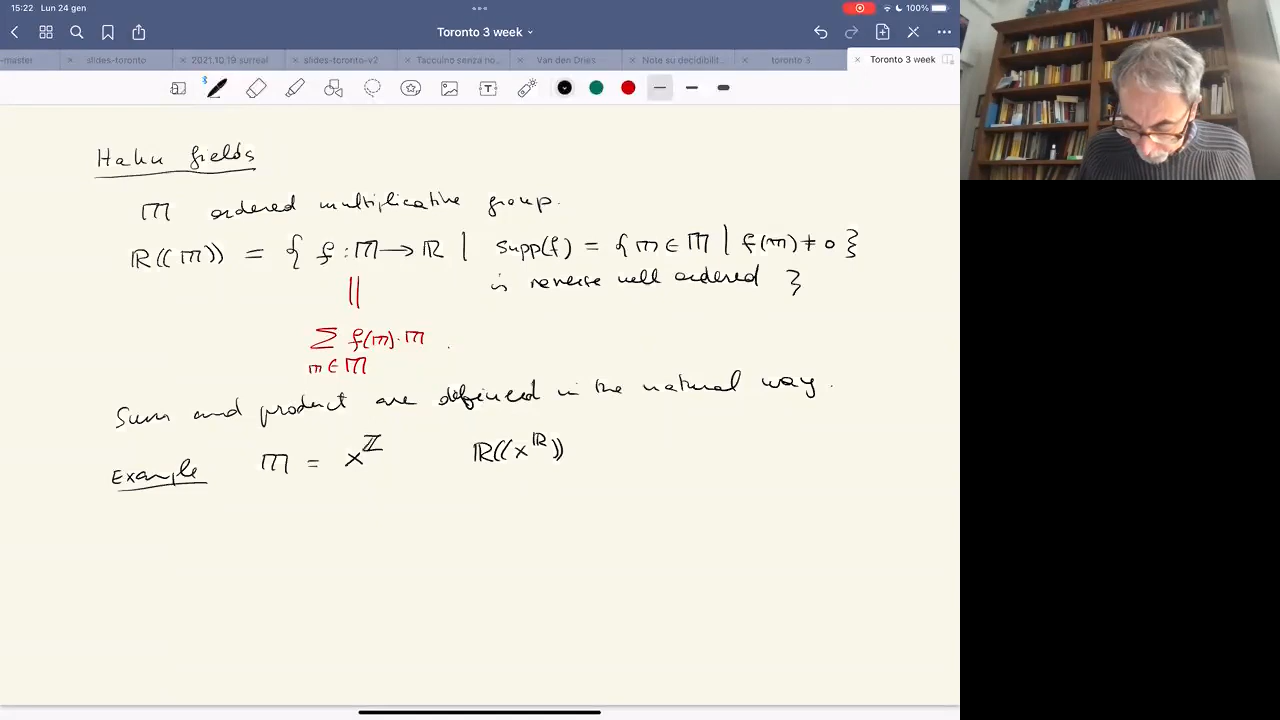 15:22 Lun 24 gen
100%
Toronto 3 week
-master slides-toronto 2021.10.19 surreal slides-toronto-v2 Taccuino senza no... Van den Dries Note su decidibilit... toronto 3 Toronto 3 week
Hahn fields
𝔐 ordered multiplicative group.
ℝ((𝔐)) = { f : 𝔐 → ℝ | supp(f) = { m ∈ 𝔐 | f(m) ≠ 0 }
is reverse well ordered }
||
∑ f(m)·m
m ∈ 𝔐
Sum and product are defined in the natural way.
Example 𝔐 = x^ℤ ℝ((x^ℝ))